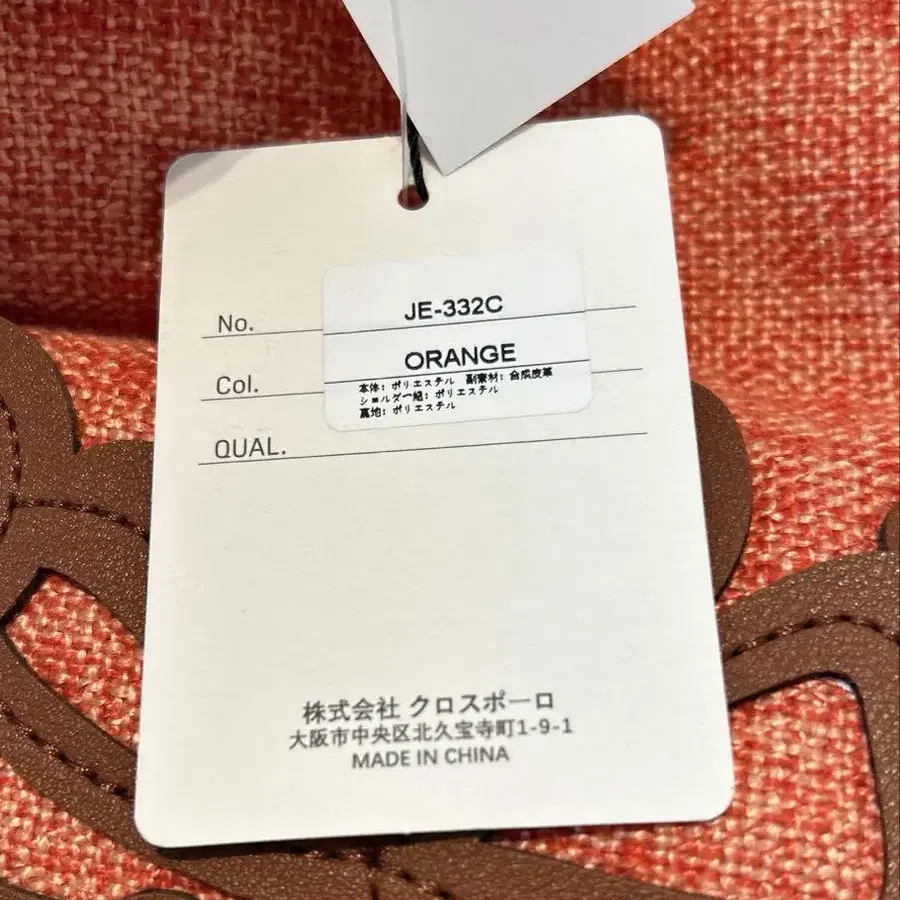 No. JE-332C
Col. ORANGE
本体: ポリエステル 副素材: 合成皮革
ショルダー紐: ポリエステル
裏地: ポリエステル
QUAL.
株式会社 クロスポーロ
大阪市中央区北久宝寺町1-9-1
MADE IN CHINA